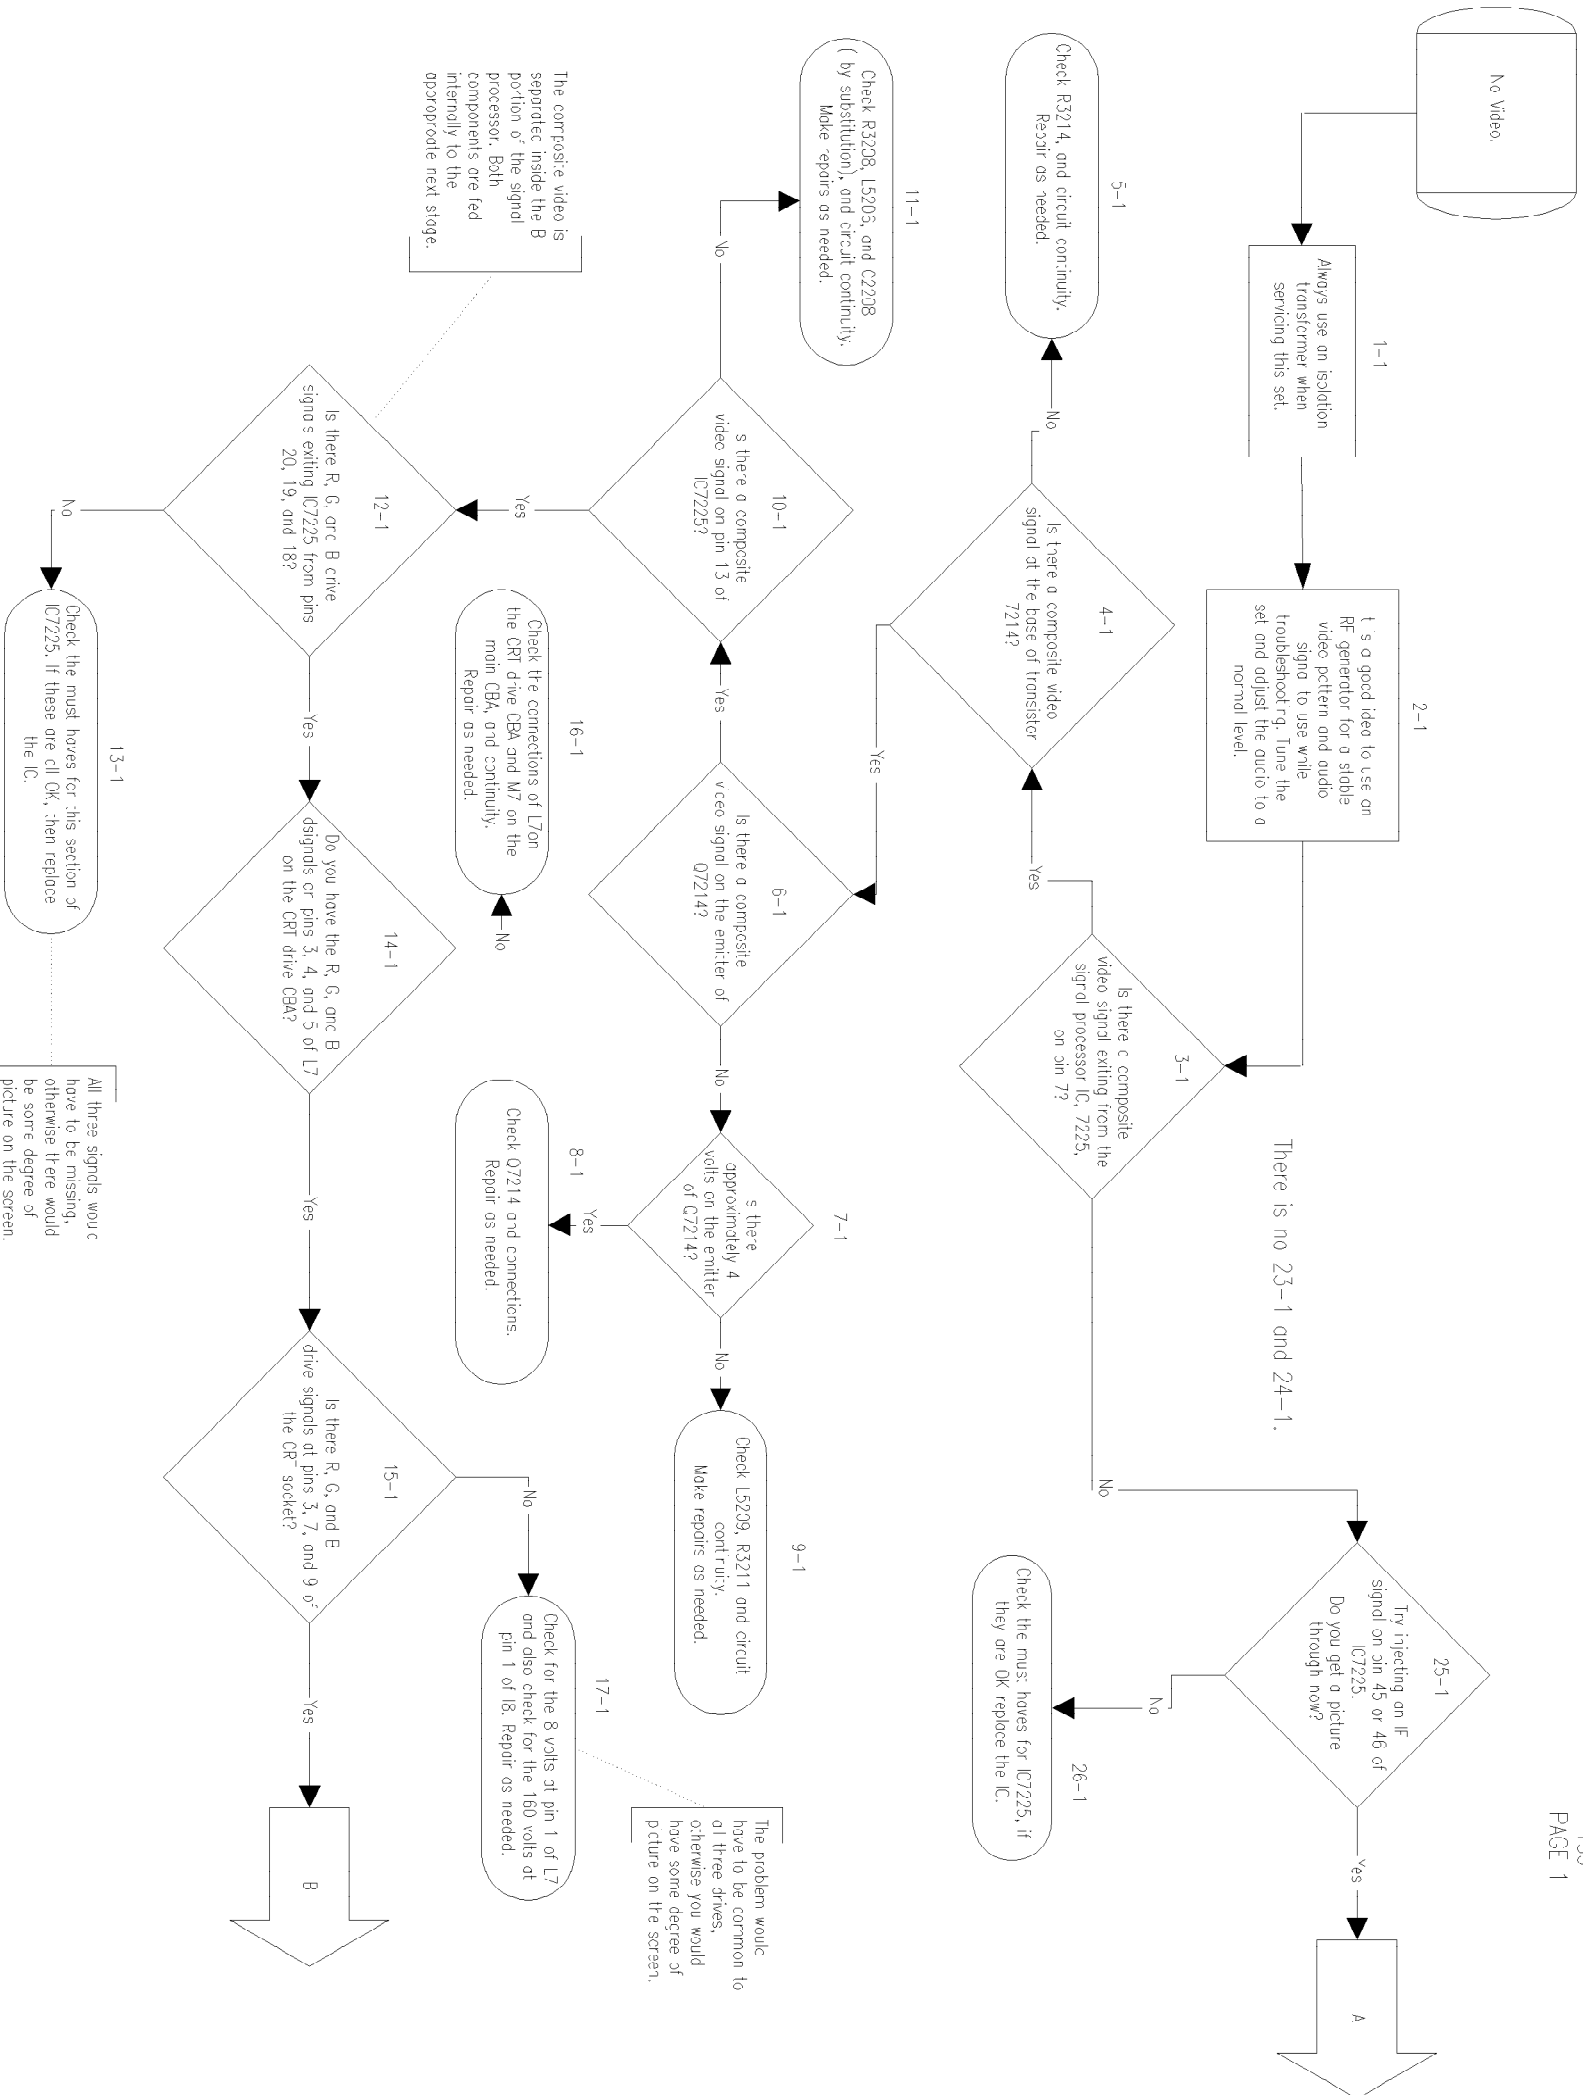 PAGE 1
No Video.
1-1
Always use an isolation
transformer when
servicing this set.
2-1
t s a good idea to use an
RF generator for a stable
video pattern and audio
signa to use while
troubleshooting. Tune the
set and adjust the audio to a
normal level.
There is no 23-1 and 24-1.
3-1
Is there a composite
video signal exiting from the
signal processor IC, 7225,
on pin 7?
Yes
No
25-1
Try injecting an IF
signal on pin 45 or 46 of
IC7225.
Do you get a picture
through now?
Yes
A
No
26-1
Check the must haves for IC7225, if
they are OK replace the IC.
4-1
Is there a composite video
signal at the base of transistor
7214?
No
Yes
5-1
Check R3214, and circuit continuity.
Repair as needed.
6-1
Is there a composite
video signal on the emitter of
Q7214?
Yes
No
7-1
s there
approximately 4
volts on the emitter
of Q7214?
Yes
No
8-1
Check Q7214 and connections.
Repair as needed.
9-1
Check L5209, R3211 and circuit
continuity.
Make repairs as needed.
10-1
s there a composite
video signal on pin 13 of
IC7225?
No
Yes
11-1
Check R3208, L5206, and C2208
( by substitution), and circuit continuity.
Make repairs as needed.
The composite video is
separated inside the B
portion of the signal
processor. Both
components are fed
internally to the
approproate next stage.
12-1
Is there R, G, and B drive
signals exiting IC7225 from pins
20, 19, and 18?
No
Yes
13-1
Check the must haves for this section of
IC7225. If these are all OK, then replace
the IC.
All three signals would
have to be missing,
otherwise there would
be some degree of
picture on the screen.
14-1
Do you have the R, G, and B
dsignals on pins 3, 4, and 5 of L7
on the CRT drive CBA?
No
Yes
16-1
Check the connections of L7on
the CRT drive CBA and M7 on the
main CBA, and continuity.
Repair as needed.
15-1
Is there R, G, and B
drive signals at pins 3, 7, and 9 of
the CRT socket?
No
Yes
B
17-1
Check for the 8 volts at pin 1 of L7
and also check for the 160 volts at
pin 1 of I8. Repair as needed.
The problem would
have to be common to
all three drives,
otherwise you would
have some degree of
picture on the screen.